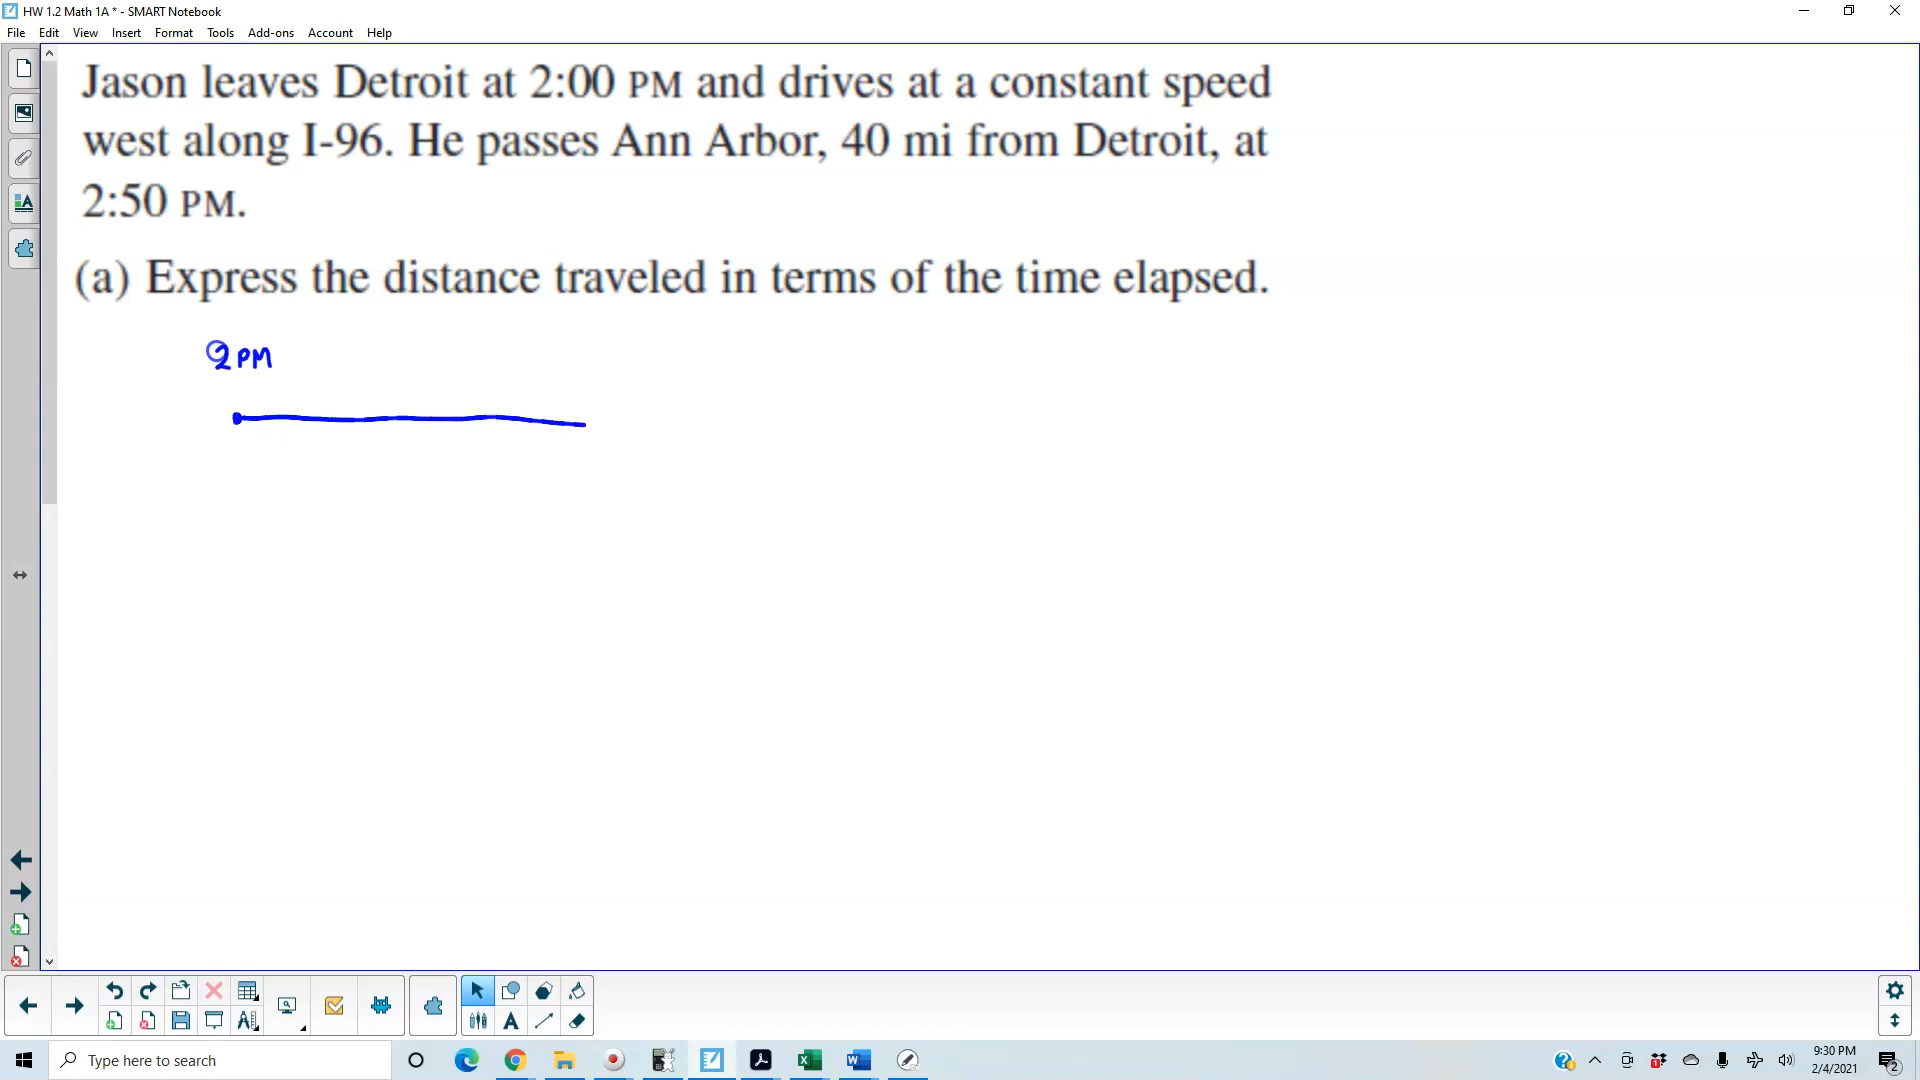 HW 1.2 Math 1A * - SMART Notebook
File Edit View Insert Format Tools Add-ons Account Help
Jason leaves Detroit at 2:00 PM and drives at a constant speed
west along I-96. He passes Ann Arbor, 40 mi from Detroit, at
2:50 PM.
(a) Express the distance traveled in terms of the time elapsed.
2 PM
Type here to search
9:30 PM
2/4/2021